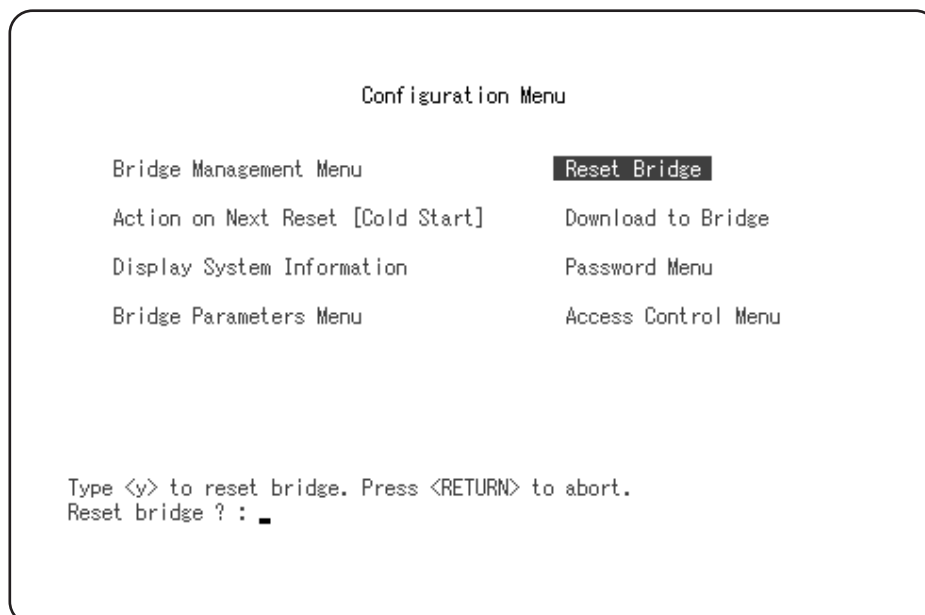 Configuration Menu
Bridge Management Menu Reset Bridge
Action on Next Reset [Cold Start] Download to Bridge
Display System Information Password Menu
Bridge Parameters Menu Access Control Menu
Type <y> to reset bridge. Press <RETURN> to abort.
Reset bridge ? : _